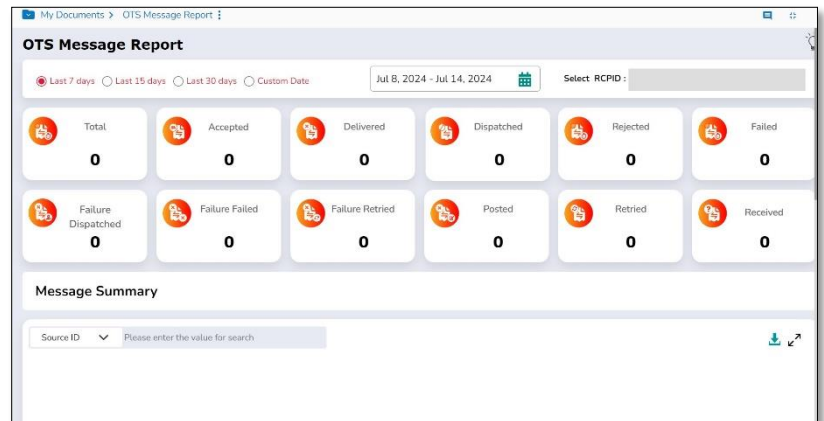 My Documents > OTS Message Report
OTS Message Report
Last 7 days Last 15 days Last 30 days Custom Date
Jul 8, 2024 - Jul 14, 2024
Select RCPID :
Total Accepted Delivered Dispatched Rejected Failed
0 0 0 0 0 0
Failure Dispatched Failure Failed Failure Retried Posted Retried Received
0 0 0 0 0 0
Message Summary
Source ID Please enter the value for search